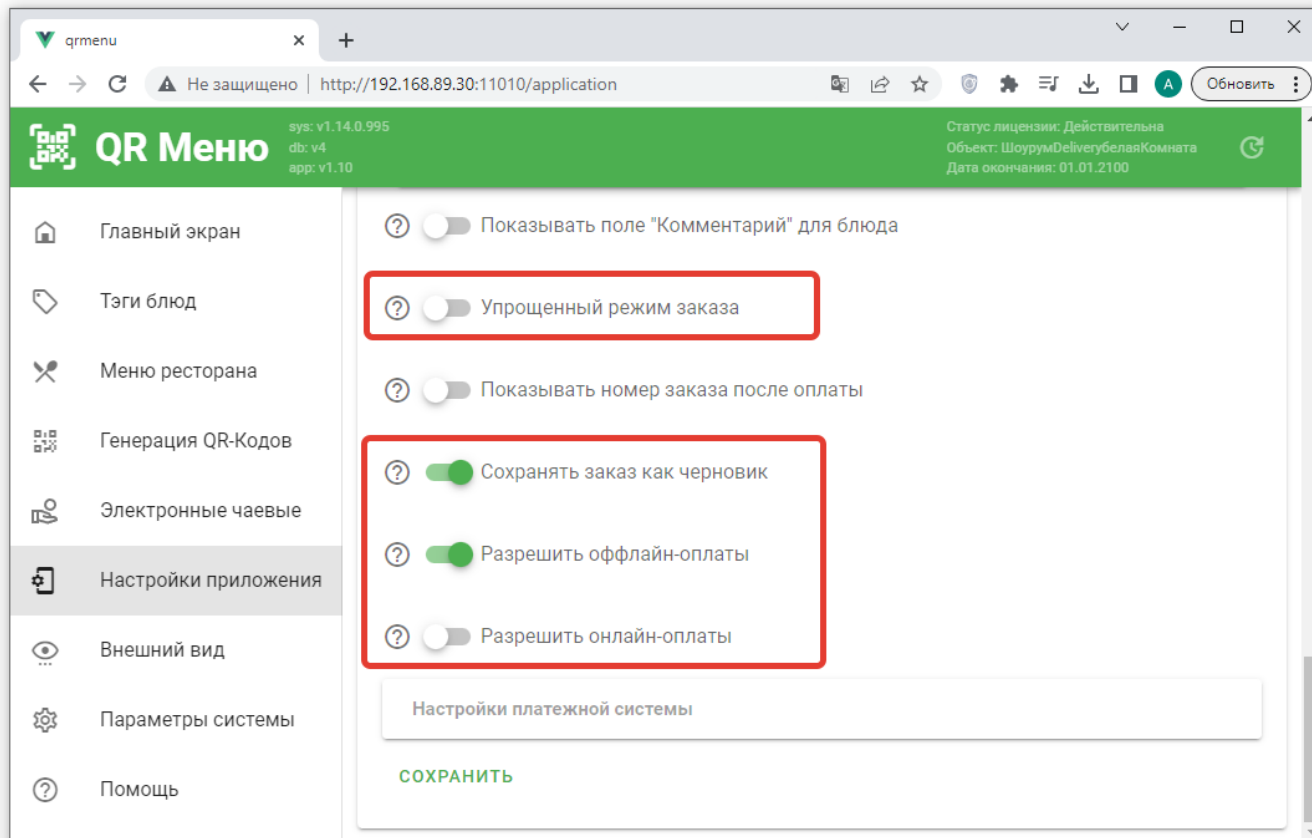 qrmenu
Не защищено
http://192.168.89.30:11010/application
A
Обновить
QR Меню
sys: v1.14.0.995
db: v4
app: v1.10
Статус лицензии: Действительна
Объект: ШоурумDeliveryбелаяКомната
Дата окончания: 01.01.2100
Главный экран
Тэги блюд
Меню ресторана
Генерация QR-Кодов
Электронные чаевые
Настройки приложения
Внешний вид
Параметры системы
Помощь
Показывать поле "Комментарий" для блюда
Упрощенный режим заказа
Показывать номер заказа после оплаты
Сохранять заказ как черновик
Разрешить оффлайн-оплаты
Разрешить онлайн-оплаты
Настройки платежной системы
СОХРАНИТЬ